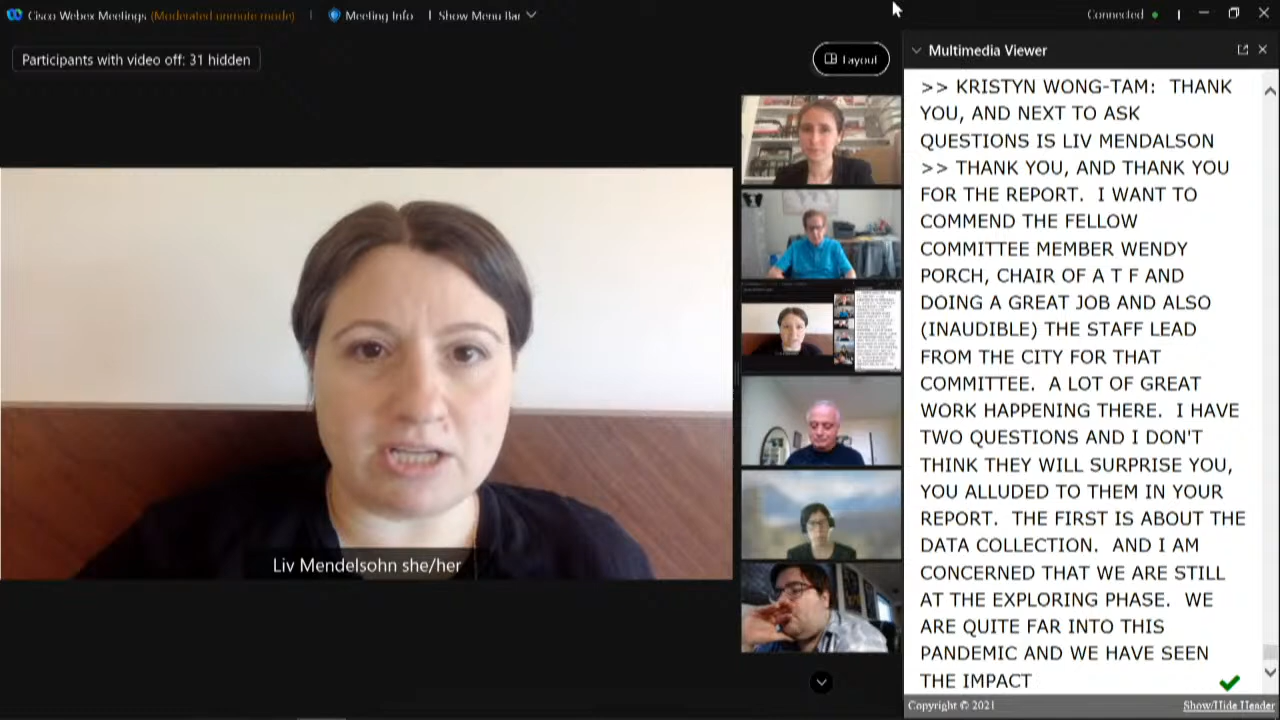 Cisco Webex Meetings (Moderated unmute mode) | Meeting Info | Show Menu Bar
Connected
Participants with video off: 31 hidden
Layout
Liv Mendelsohn she/her
Multimedia Viewer
>> KRISTYN WONG-TAM: THANK
YOU, AND NEXT TO ASK
QUESTIONS IS LIV MENDALSON
>> THANK YOU, AND THANK YOU
FOR THE REPORT. I WANT TO
COMMEND THE FELLOW
COMMITTEE MEMBER WENDY
PORCH, CHAIR OF A T F AND
DOING A GREAT JOB AND ALSO
(INAUDIBLE) THE STAFF LEAD
FROM THE CITY FOR THAT
COMMITTEE. A LOT OF GREAT
WORK HAPPENING THERE. I HAVE
TWO QUESTIONS AND I DON'T
THINK THEY WILL SURPRISE YOU,
YOU ALLUDED TO THEM IN YOUR
REPORT. THE FIRST IS ABOUT THE
DATA COLLECTION. AND I AM
CONCERNED THAT WE ARE STILL
AT THE EXPLORING PHASE. WE
ARE QUITE FAR INTO THIS
PANDEMIC AND WE HAVE SEEN
THE IMPACT
Copyright © 2021
Show/Hide Header